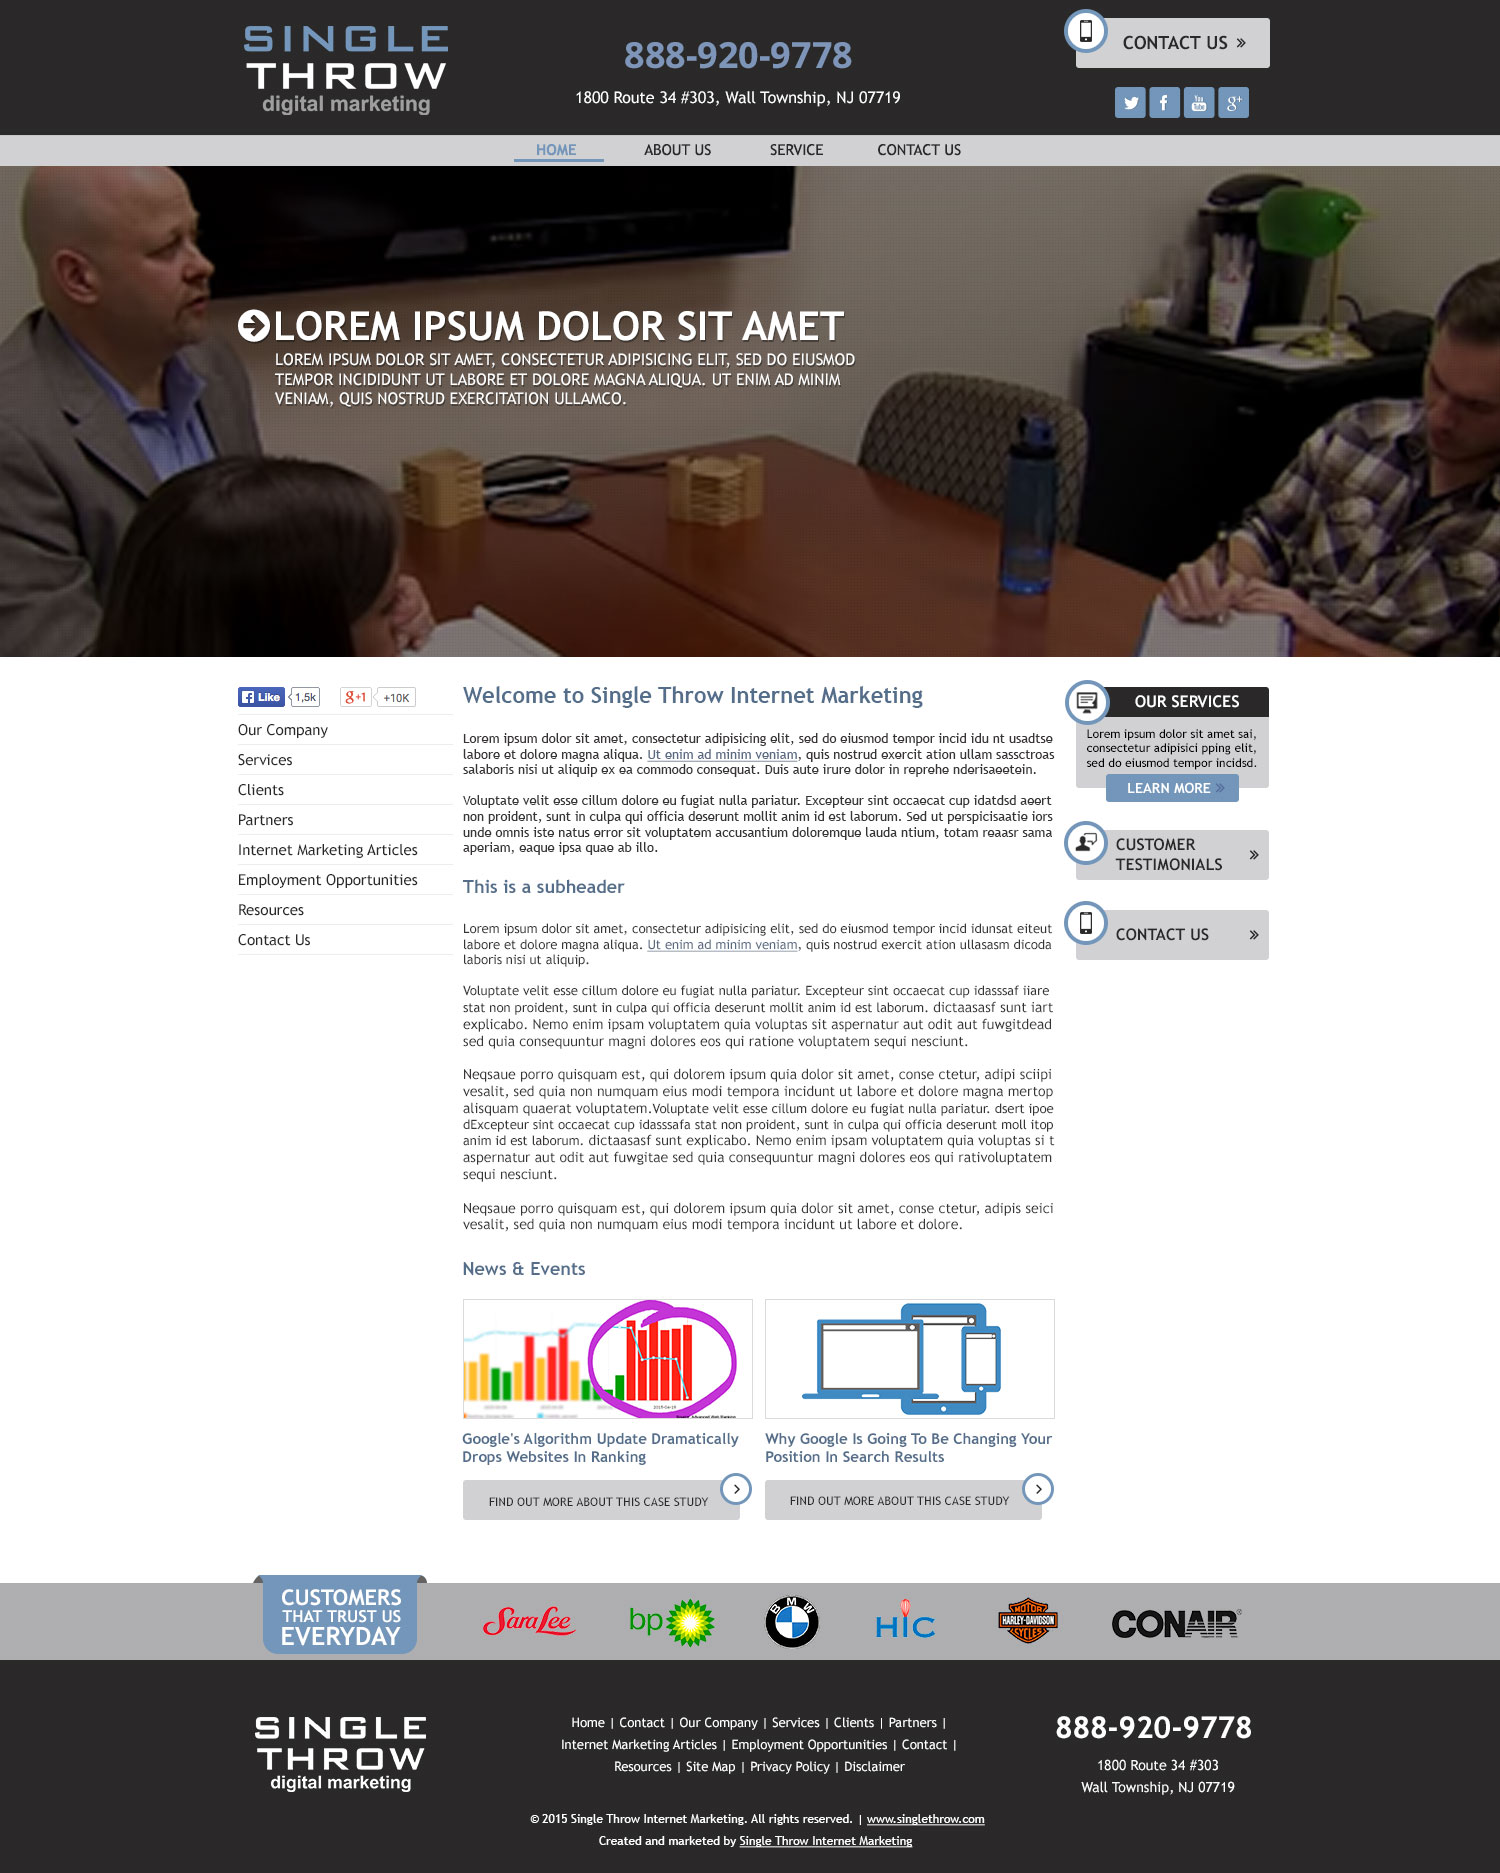 SINGLE
THROW
digital marketing
888-920-9778
1800 Route 34 #303, Wall Township, NJ 07719
CONTACT US »
You
Tube
g+
HOME
ABOUT US
SERVICE
CONTACT US
LOREM IPSUM DOLOR SIT AMET
LOREM IPSUM DOLOR SIT AMET, CONSECTETUR ADIPISICING ELIT, SED DO EIUSMOD
TEMPOR INCIDIDUNT UT LABORE ET DOLORE MAGNA ALIQUA. UT ENIM AD MINIM
VENIAM, QUIS NOSTRUD EXERCITATION ULLAMCO.
Like 1,5k g+1 +10K
Our Company
Services
Clients
Partners
Internet Marketing Articles
Employment Opportunities
Resources
Contact Us
Welcome to Single Throw Internet Marketing
Lorem ipsum dolor sit amet, consectetur adipisicing elit, sed do eiusmod tempor incid idu nt usadtse
labore et dolore magna aliqua. Ut enim ad minim veniam, quis nostrud exercit ation ullam sassctroas
salaboris nisi ut aliquip ex ea commodo consequat. Duis aute irure dolor in reprehe nderisaeetein.
Voluptate velit esse cillum dolore eu fugiat nulla pariatur. Excepteur sint occaecat cup idatdsd aeert
non proident, sunt in culpa qui officia deserunt mollit anim id est laborum. Sed ut perspicisaatie iors
unde omnis iste natus error sit voluptatem accusantium doloremque lauda ntium, totam reaasr sama
aperiam, eaque ipsa quae ab illo.
This is a subheader
Lorem ipsum dolor sit amet, consectetur adipisicing elit, sed do eiusmod tempor incid idunsat eiteut
labore et dolore magna aliqua. Ut enim ad minim veniam, quis nostrud exercit ation ullasasm dicoda
laboris nisi ut aliquip.
Voluptate velit esse cillum dolore eu fugiat nulla pariatur. Excepteur sint occaecat cup idasssaf iiare
stat non proident, sunt in culpa qui officia deserunt mollit anim id est laborum. dictaasasf sunt iart
explicabo. Nemo enim ipsam voluptatem quia voluptas sit aspernatur aut odit aut fuwgitdead
sed quia consequuntur magni dolores eos qui ratione voluptatem sequi nesciunt.
Neqsaue porro quisquam est, qui dolorem ipsum quia dolor sit amet, conse ctetur, adipi sciipi
vesalit, sed quia non numquam eius modi tempora incidunt ut labore et dolore magna mertop
alisquam quaerat voluptatem.Voluptate velit esse cillum dolore eu fugiat nulla pariatur. dsert ipoe
dExcepteur sint occaecat cup idasssafa stat non proident, sunt in culpa qui officia deserunt moll itop
anim id est laborum. dictaasasf sunt explicabo. Nemo enim ipsam voluptatem quia voluptas si t
aspernatur aut odit aut fuwgitae sed quia consequuntur magni dolores eos qui rativoluptatem
sequi nesciunt.
Neqsaue porro quisquam est, qui dolorem ipsum quia dolor sit amet, conse ctetur, adipis seici
vesalit, sed quia non numquam eius modi tempora incidunt ut labore et dolore.
OUR SERVICES
Lorem ipsum dolor sit amet sai,
consectetur adipisici pping elit,
sed do eiusmod tempor incidsd.
LEARN MORE »
CUSTOMER
TESTIMONIALS »
CONTACT US »
News & Events
Google's Algorithm Update Dramatically
Drops Websites In Ranking
FIND OUT MORE ABOUT THIS CASE STUDY
Why Google Is Going To Be Changing Your
Position In Search Results
FIND OUT MORE ABOUT THIS CASE STUDY
CUSTOMERS
THAT TRUST US
EVERYDAY
Sara Lee
bp
BMW
HIC
MOTOR
HARLEY-DAVIDSON
CYCLES
CONAIR®
SINGLE
THROW
digital marketing
Home | Contact | Our Company | Services | Clients | Partners |
Internet Marketing Articles | Employment Opportunities | Contact |
Resources | Site Map | Privacy Policy | Disclaimer
888-920-9778
1800 Route 34 #303
Wall Township, NJ 07719
© 2015 Single Throw Internet Marketing. All rights reserved. | www.singlethrow.com
Created and marketed by Single Throw Internet Marketing